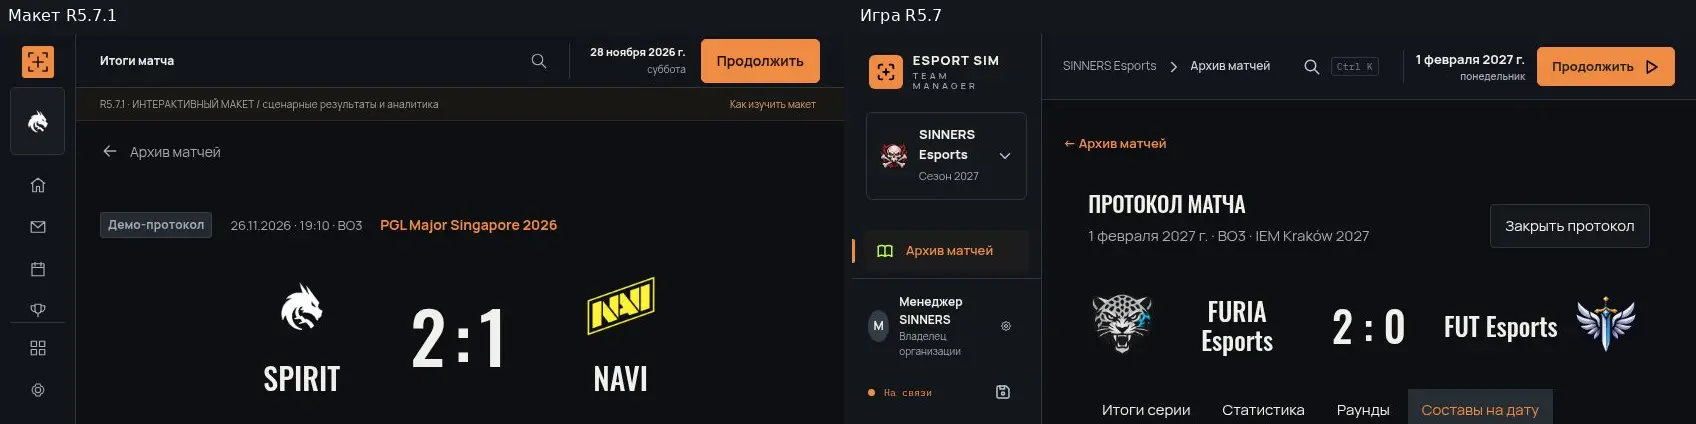 Макет R5.7.1
Итоги матча
28 ноября 2026 г.
суббота
Продолжить
R5.7.1 · ИНТЕРАКТИВНЫЙ МАКЕТ / сценарные результаты и аналитика
Как изучить макет
Архив матчей
Демо-протокол
26.11.2026 · 19:10 · BO3
PGL Major Singapore 2026
2:1
NAVI
SPIRIT
NAVI
Игра R5.7
ESPORT SIM
TEAM
MANAGER
SINNERS Esports
Архив матчей
Ctrl K
1 февраля 2027 г.
понедельник
Продолжить
SINNERS
Esports
Сезон 2027
Архив матчей
М
Менеджер
SINNERS
Владелец
организации
На связи
← Архив матчей
ПРОТОКОЛ МАТЧА
1 февраля 2027 г. · BO3 · IEM Kraków 2027
Закрыть протокол
FURIA
Esports
2 : 0
FUT Esports
Итоги серии
Статистика
Раунды
Составы на дату